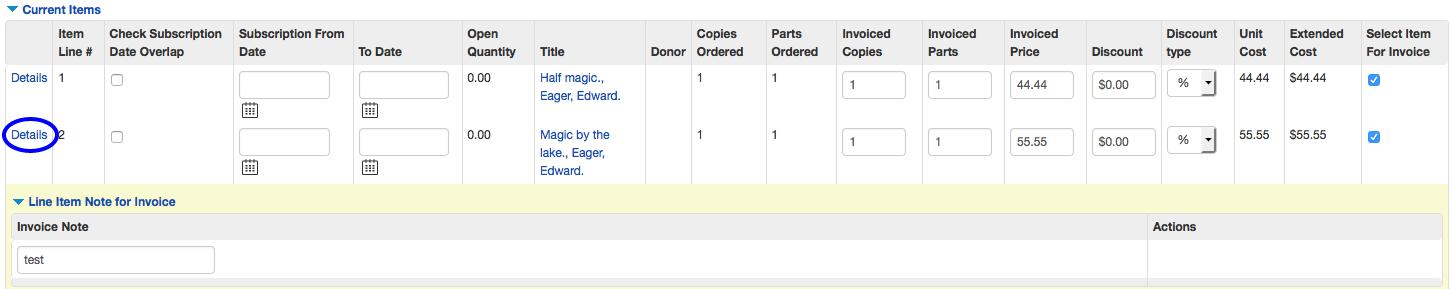 Current Items
Item Line # Check Subscription Date Overlap Subscription From Date To Date Open Quantity Title Donor Copies Ordered Parts Ordered Invoiced Copies Invoiced Parts Invoiced Price Discount Discount type Unit Cost Extended Cost Select Item For Invoice
Details 1 0.00 Half magic., Eager, Edward. 1 1 1 1 44.44 $0.00 % 44.44 $44.44
Details 2 0.00 Magic by the lake., Eager, Edward. 1 1 1 1 55.55 $0.00 % 55.55 $55.55
Line Item Note for Invoice
Invoice Note Actions
test